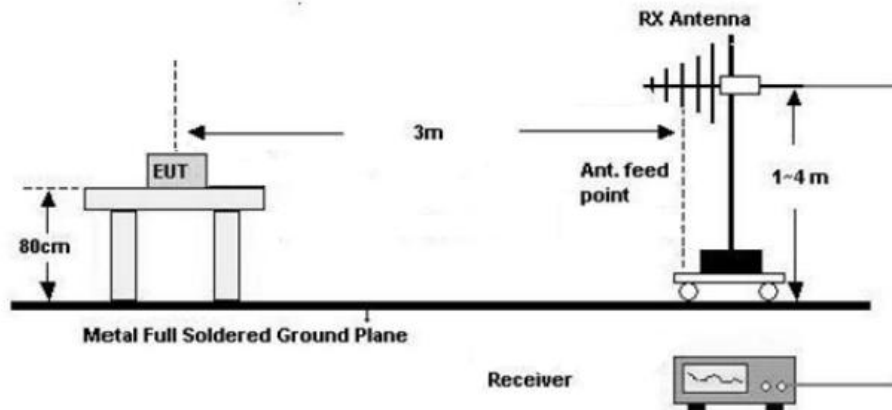 RX Antenna
3m
EUT
Ant. feed
point
1~4 m
80cm
Metal Full Soldered Ground Plane
Receiver